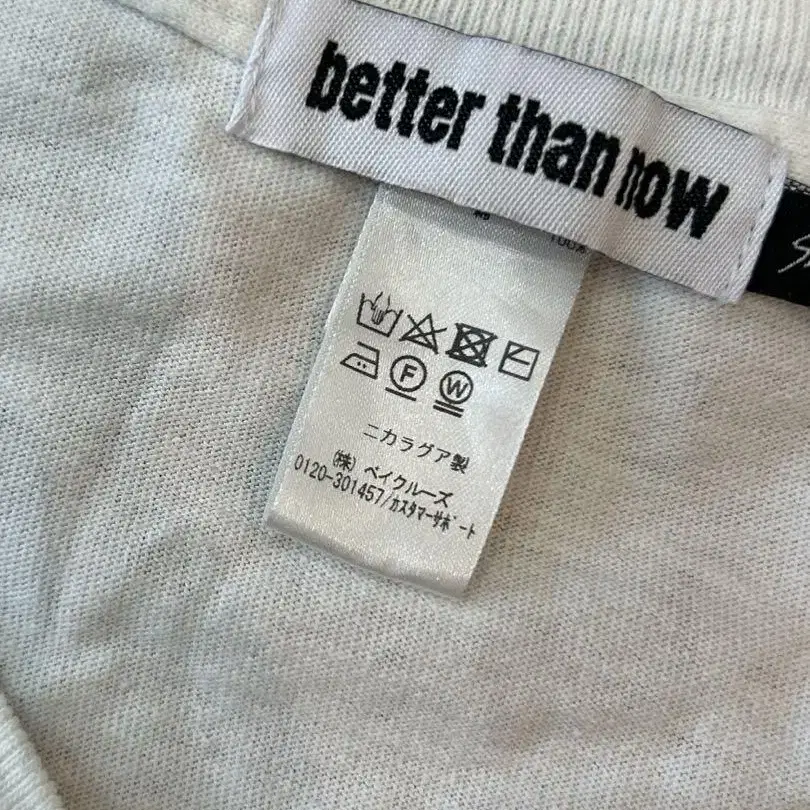 better than now
100%
F
W
ニカラグア製
(株) ベイクルーズ
0120-301457/カスタマーサポート